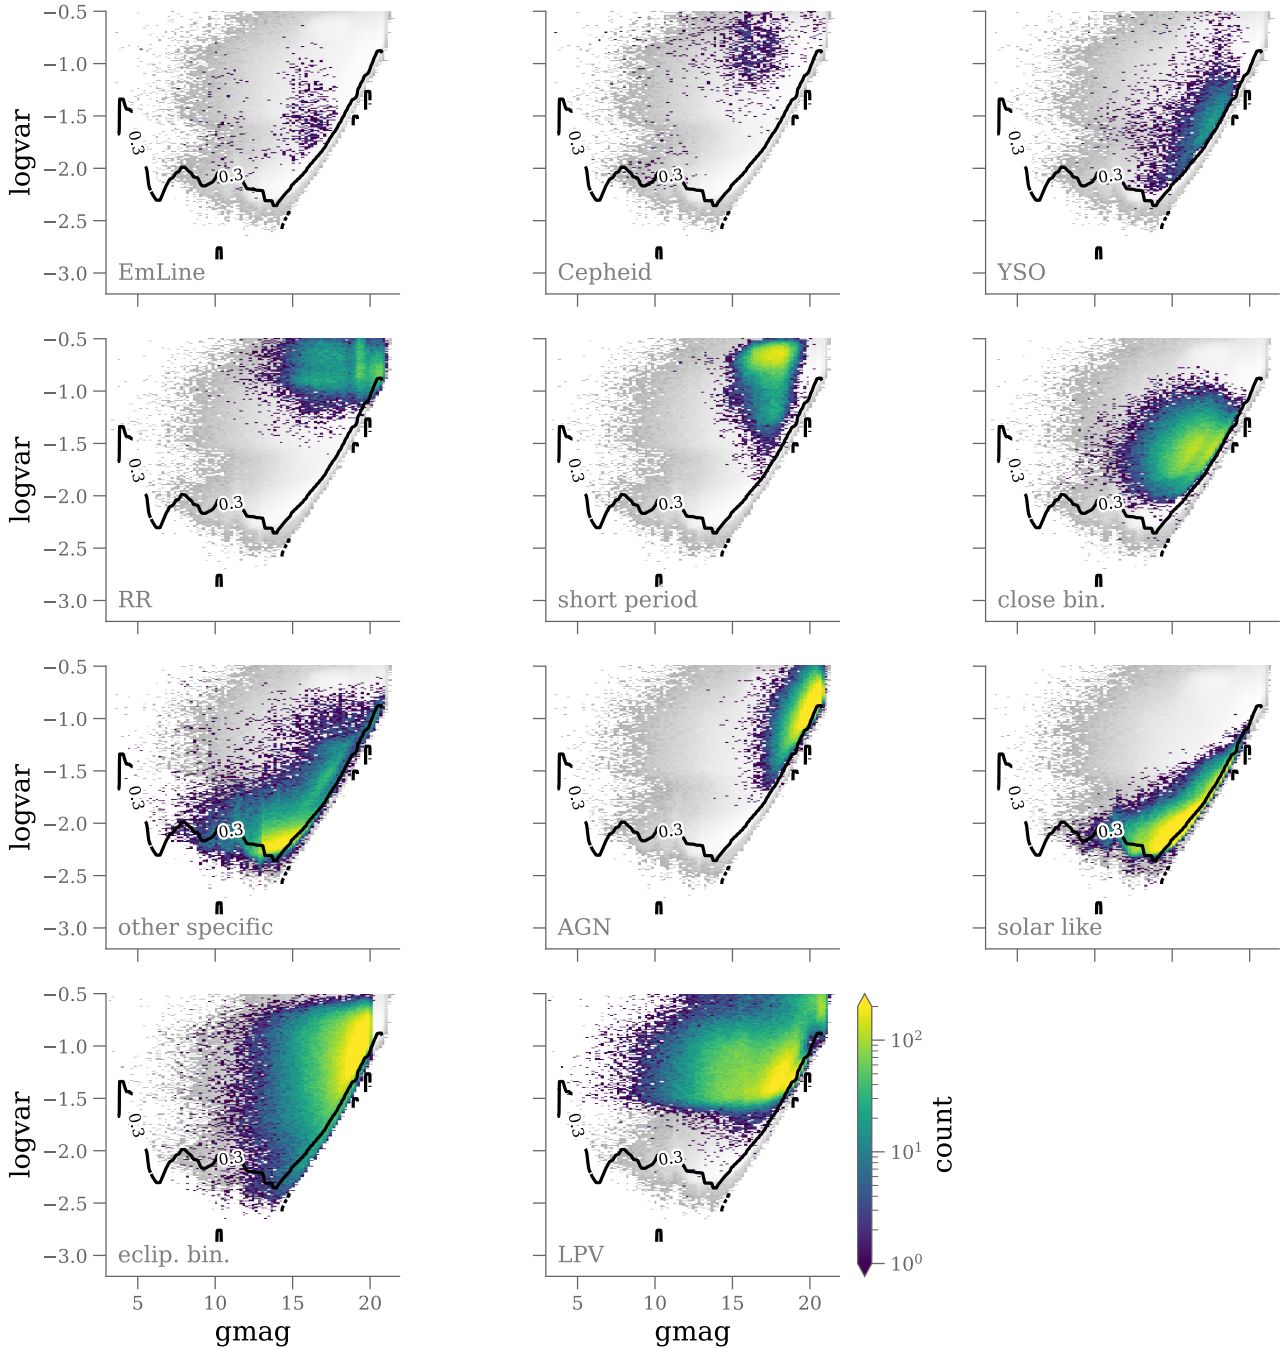 −0.5
−1.0
−1.5
−2.0
−2.5
−3.0
logvar
0.3
0.3
EmLine
0.3
0.3
Cepheid
0.3
0.3
YSO
−0.5
−1.0
−1.5
−2.0
−2.5
−3.0
logvar
0.3
0.3
RR
0.3
0.3
short period
0.3
0.3
close bin.
−0.5
−1.0
−1.5
−2.0
−2.5
−3.0
logvar
0.3
0.3
other specific
0.3
0.3
AGN
0.3
0.3
solar like
−0.5
−1.0
−1.5
−2.0
−2.5
−3.0
logvar
0.3
0.3
eclip. bin.
5 10 15 20
gmag
0.3
0.3
LPV
5 10 15 20
gmag
10²
10¹
10⁰
count